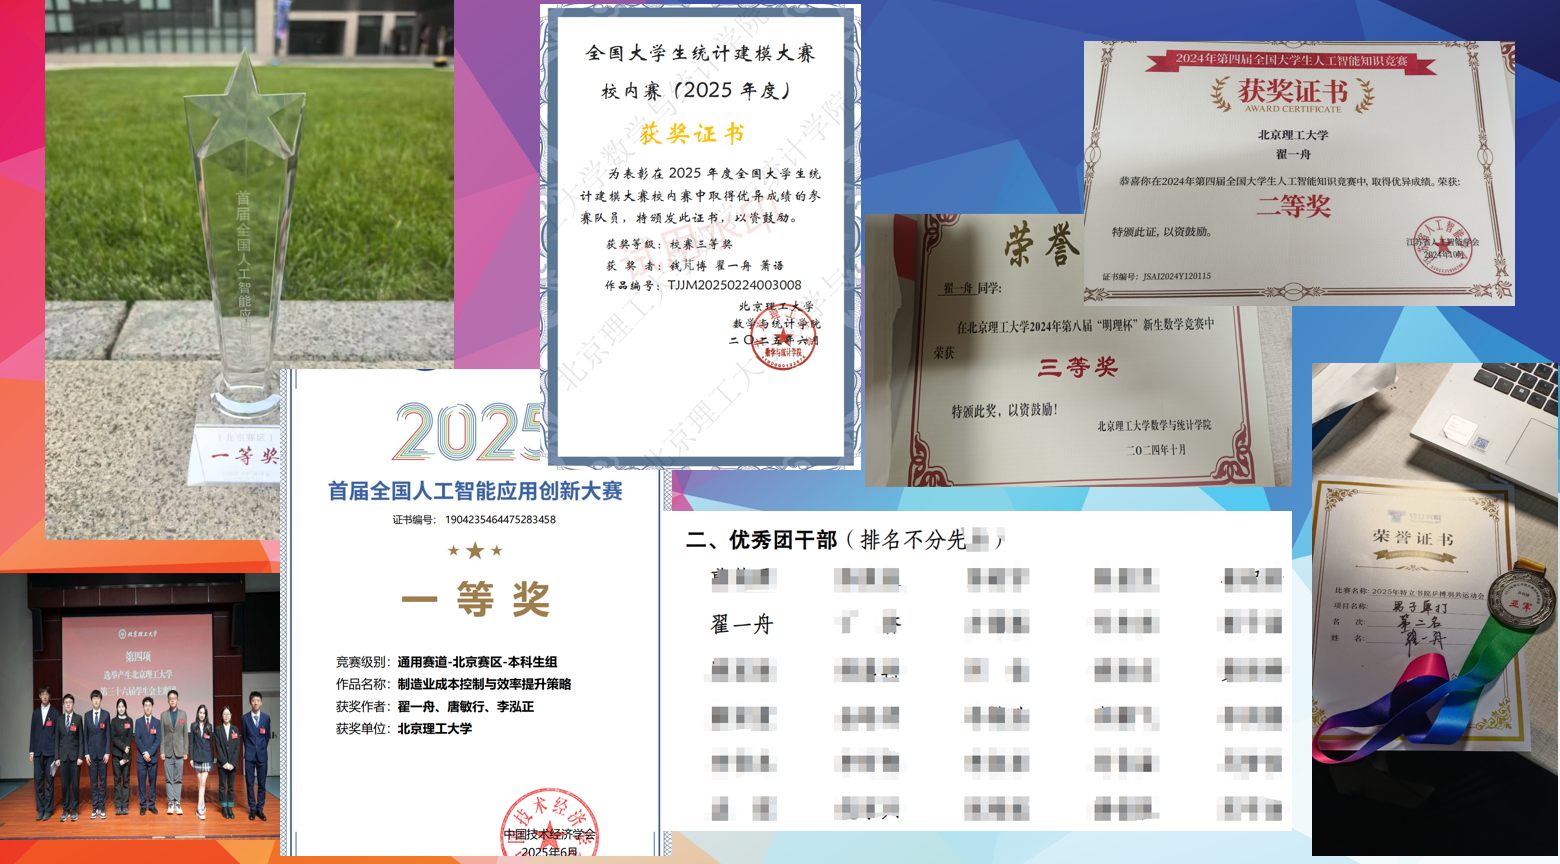 首届全国人工智能应
北京赛区
一等奖
全国大学生统计建模大赛
校内赛（2025 年度）
获奖证书
为表彰在 2025 年度全国大学生统
计建模大赛校内赛中取得优异成绩的参
赛队员，特颁发此证书，以资鼓励。
获奖等级：校赛三等奖
获 奖 者：钱芃博 翟一舟 萧语
作品编号：TJJM20250224003008
北京理工大学
数学与统计学院
二〇二五年六月
数学与统计学院
2024年第四届全国大学生人工智能知识竞赛
获奖证书
AWARD CERTIFICATE
北京理工大学
翟一舟
恭喜你在2024年第四届全国大学生人工智能知识竞赛中, 取得优异成绩。荣获:
二等奖
特颁此证, 以资鼓励。
江苏省人工智能学会
2024年10月
证书编号: JSAI2024Y120115
荣誉
翟一舟 同学:
在北京理工大学2024年第八届“明理杯”新生数学竞赛中
荣获
三等奖
特颁此奖，以资鼓励！
北京理工大学数学与统计学院
二〇二四年十月
2025
首届全国人工智能应用创新大赛
证书编号： 1904235464475283458
一等奖
竞赛级别：通用赛道-北京赛区-本科生组
作品名称：制造业成本控制与效率提升策略
获奖作者：翟一舟、唐敏行、李泓正
获奖单位：北京理工大学
中国技术经济学会
2025年6月
北京理工大学
第四项
选举产生北京理工大学
第三十六届学生会主席团
二、优秀团干部（排名不分先
）
翟一舟
荣誉证书
比赛名称: 2025年特立书院乒博羽共运动会
项目名称: 男子单打
名 次: 第二名
姓 名: 翟一舟
亚军